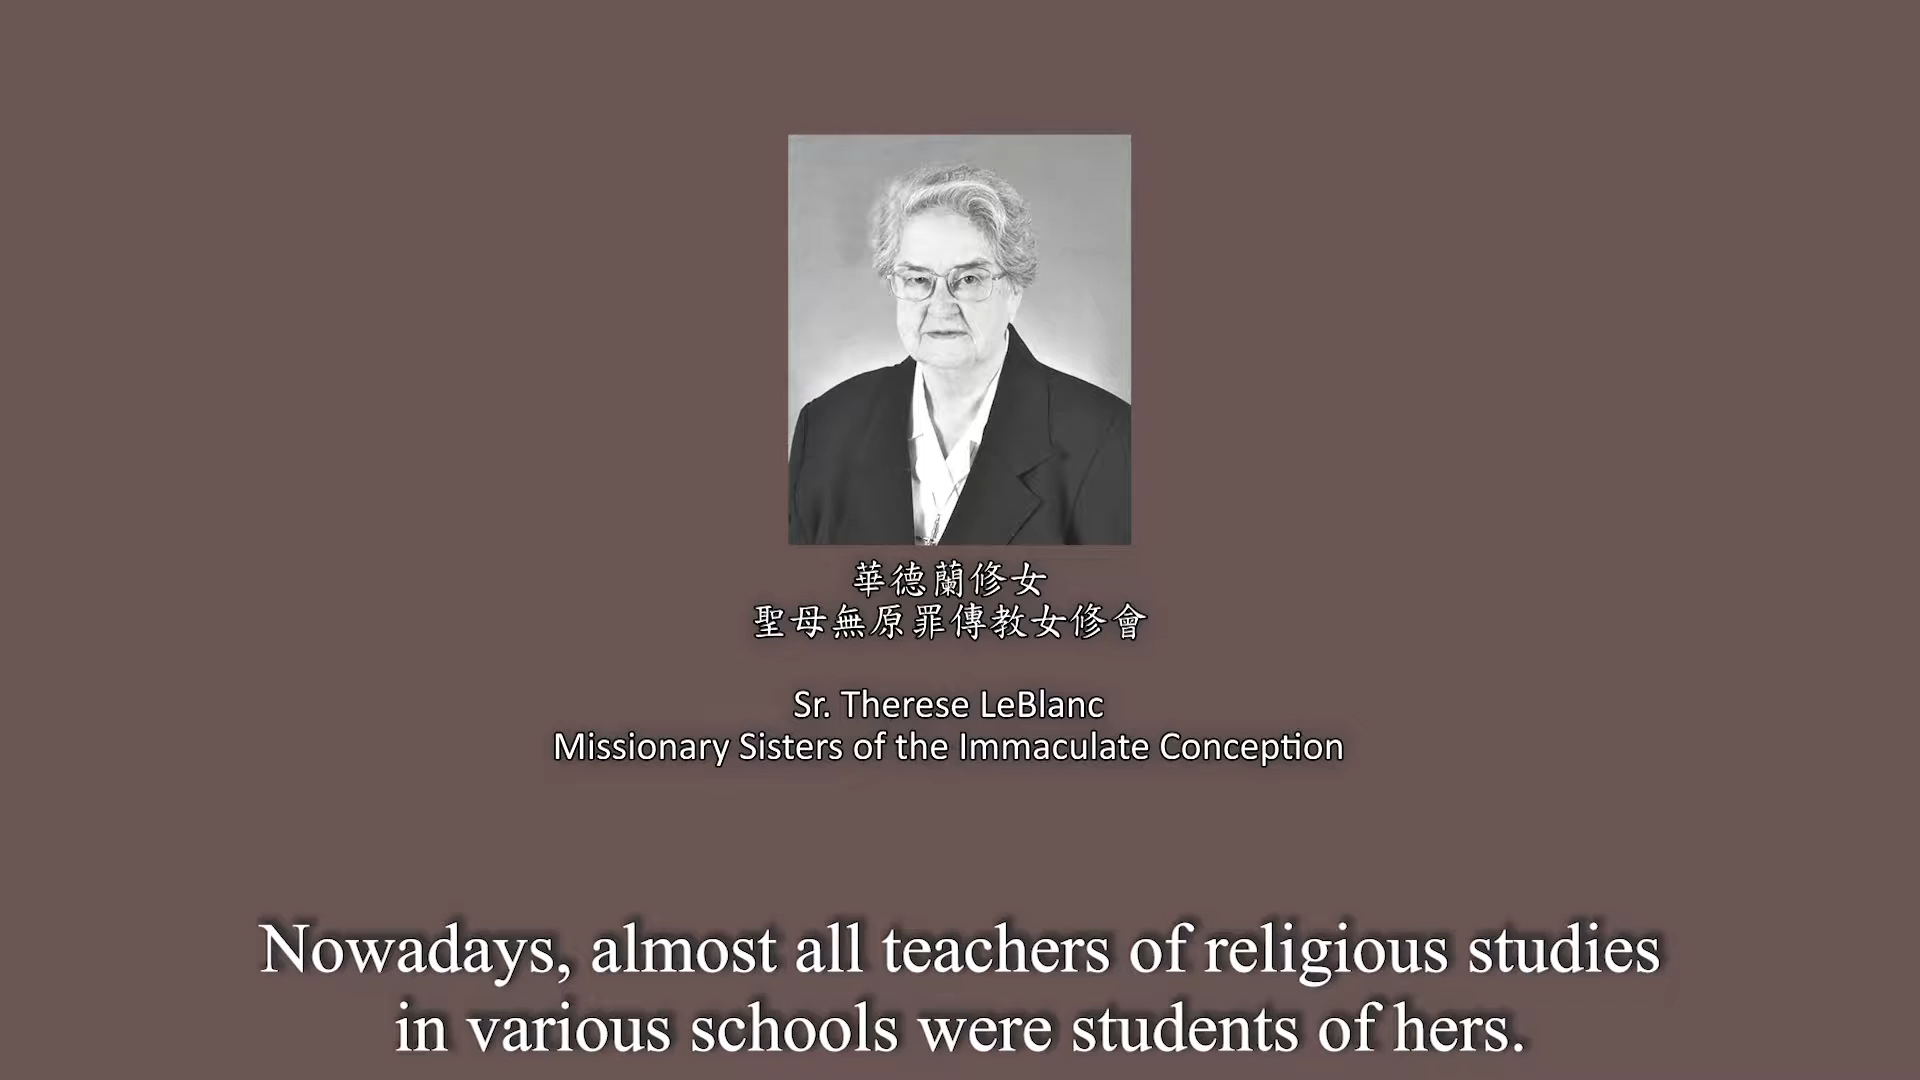 華德蘭修女
聖母無原罪傳教女修會
Sr. Therese LeBlanc
Missionary Sisters of the Immaculate Conception
Nowadays, almost all teachers of religious studies
in various schools were students of hers.